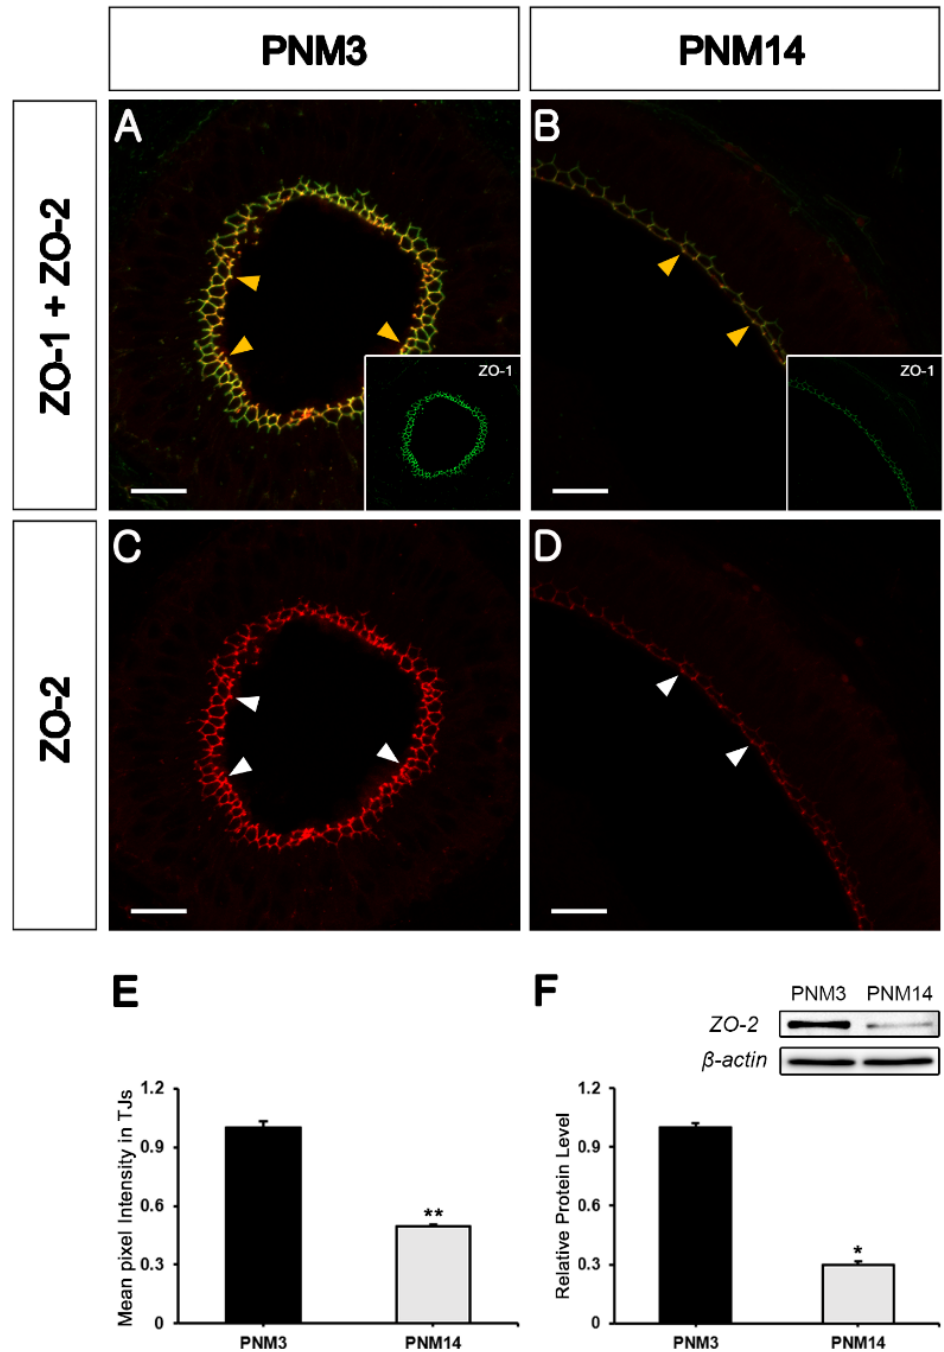 PNM3
PNM14
ZO-1 + ZO-2
A
B
ZO-1
ZO-1
ZO-2
C
D
E
F
PNM3 PNM14
ZO-2
β-actin
Mean pixel Intensity in TJs
1.2
0.9
0.6
0.3
0
**
PNM3
PNM14
Relative Protein Level
1.2
0.9
0.6
0.3
0
*
PNM3
PNM14